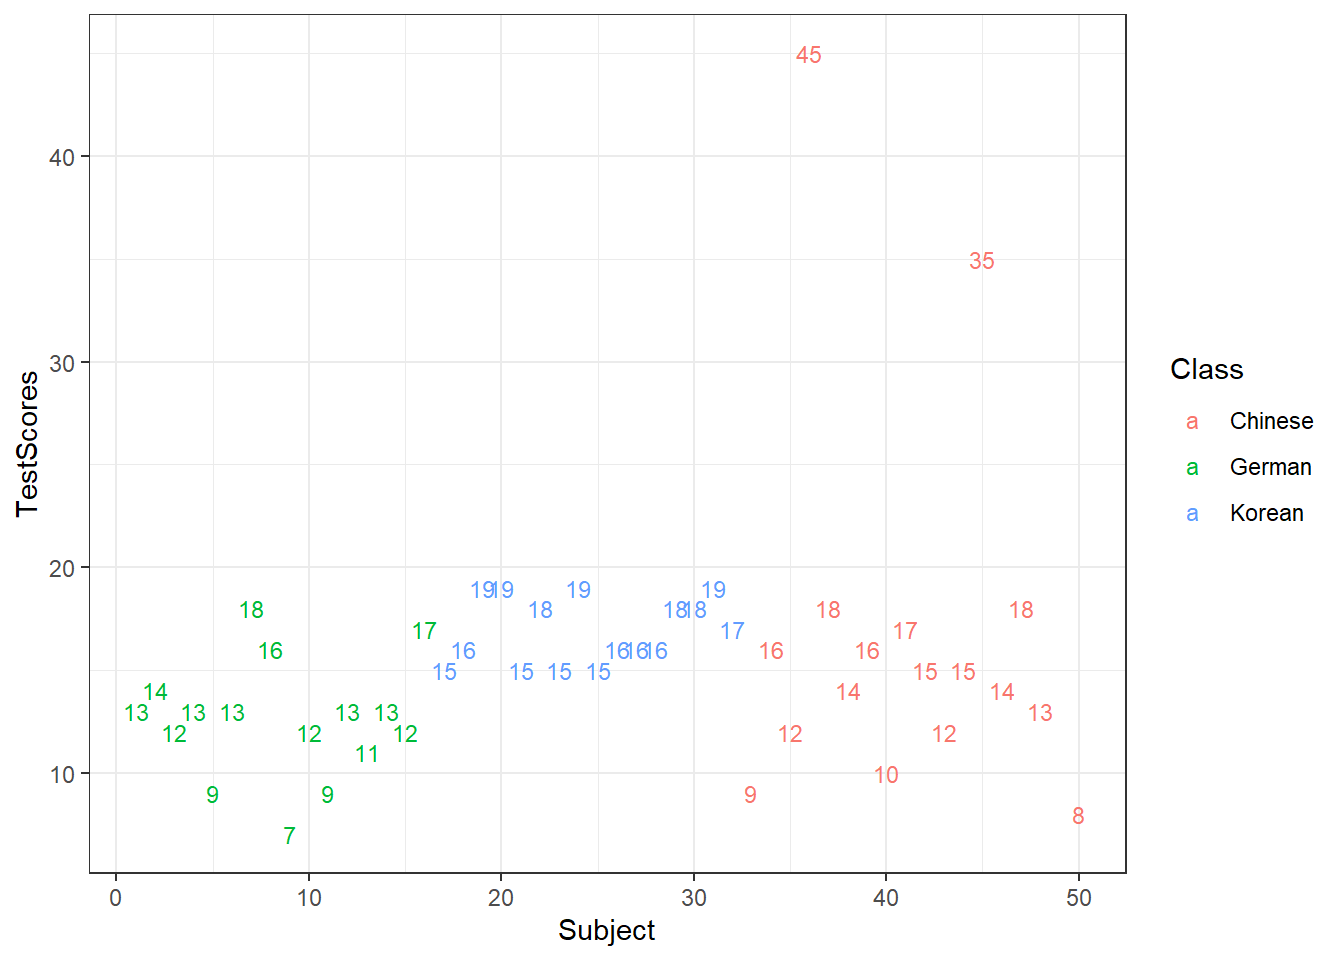 45
40
35
30
Class
a Chinese
a German
a Korean
TestScores
20
19 19 19 19
18 18 18 18 18 18
17 17 17
16 16 16 16 16 16 16
15 15 15 15 15 15
14 14 14
13 13 13 13 13 13
12 12 12 12 12
11
10 10
9 9 9
8
7
0 10 20 30 40 50
Subject